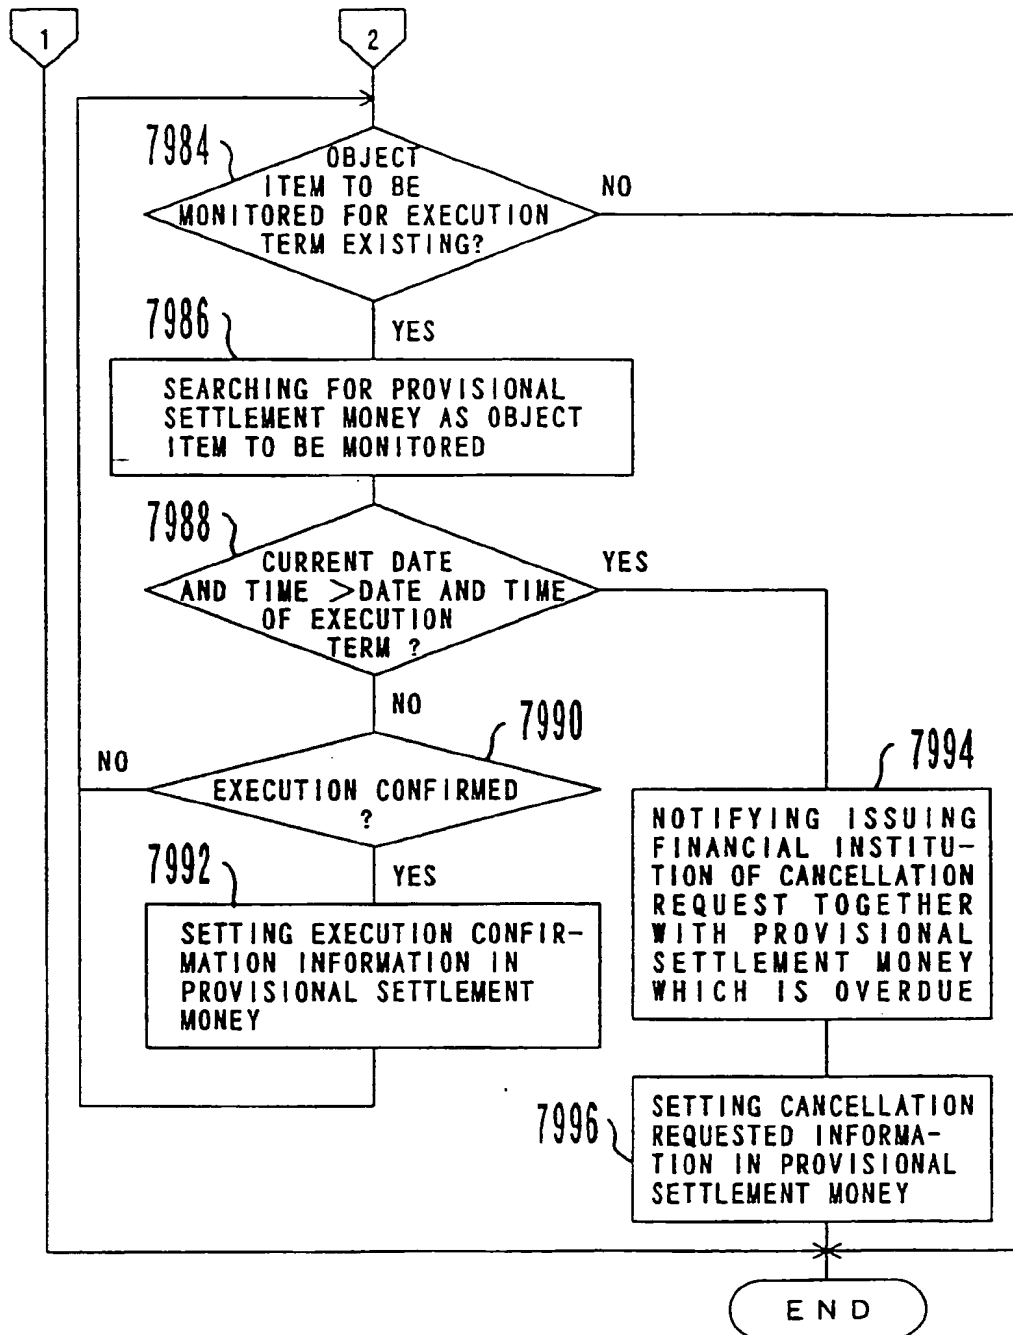 1
2
7984
OBJECT
ITEM TO BE
MONITORED FOR EXECUTION
TERM EXISTING?
NO
YES
7986
SEARCHING FOR PROVISIONAL
SETTLEMENT MONEY AS OBJECT
ITEM TO BE MONITORED
7988
CURRENT DATE
AND TIME >DATE AND TIME
OF EXECUTION
TERM ?
YES
NO
7990
EXECUTION CONFIRMED
?
NO
YES
7992
SETTING EXECUTION CONFIR-
MATION INFORMATION IN
PROVISIONAL SETTLEMENT
MONEY
7994
NOTIFYING ISSUING
FINANCIAL INSTITU-
TION OF CANCELLATION
REQUEST TOGETHER
WITH PROVISIONAL
SETTLEMENT MONEY
WHICH IS OVERDUE
7996
SETTING CANCELLATION
REQUESTED INFORMA-
TION IN PROVISIONAL
SETTLEMENT MONEY
END